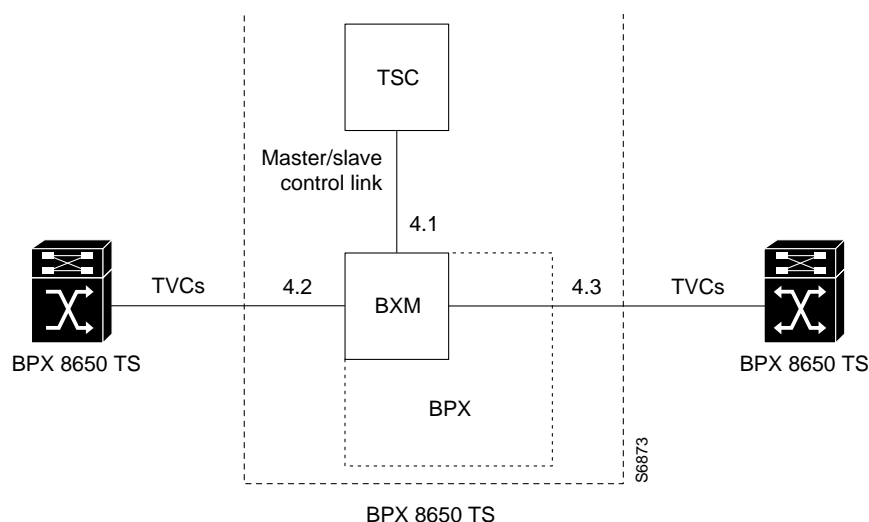 TSC
Master/slave
control link
4.1
TVCs
4.2
BXM
4.3
TVCs
BPX 8650 TS
BPX 8650 TS
BPX
S6873
BPX 8650 TS